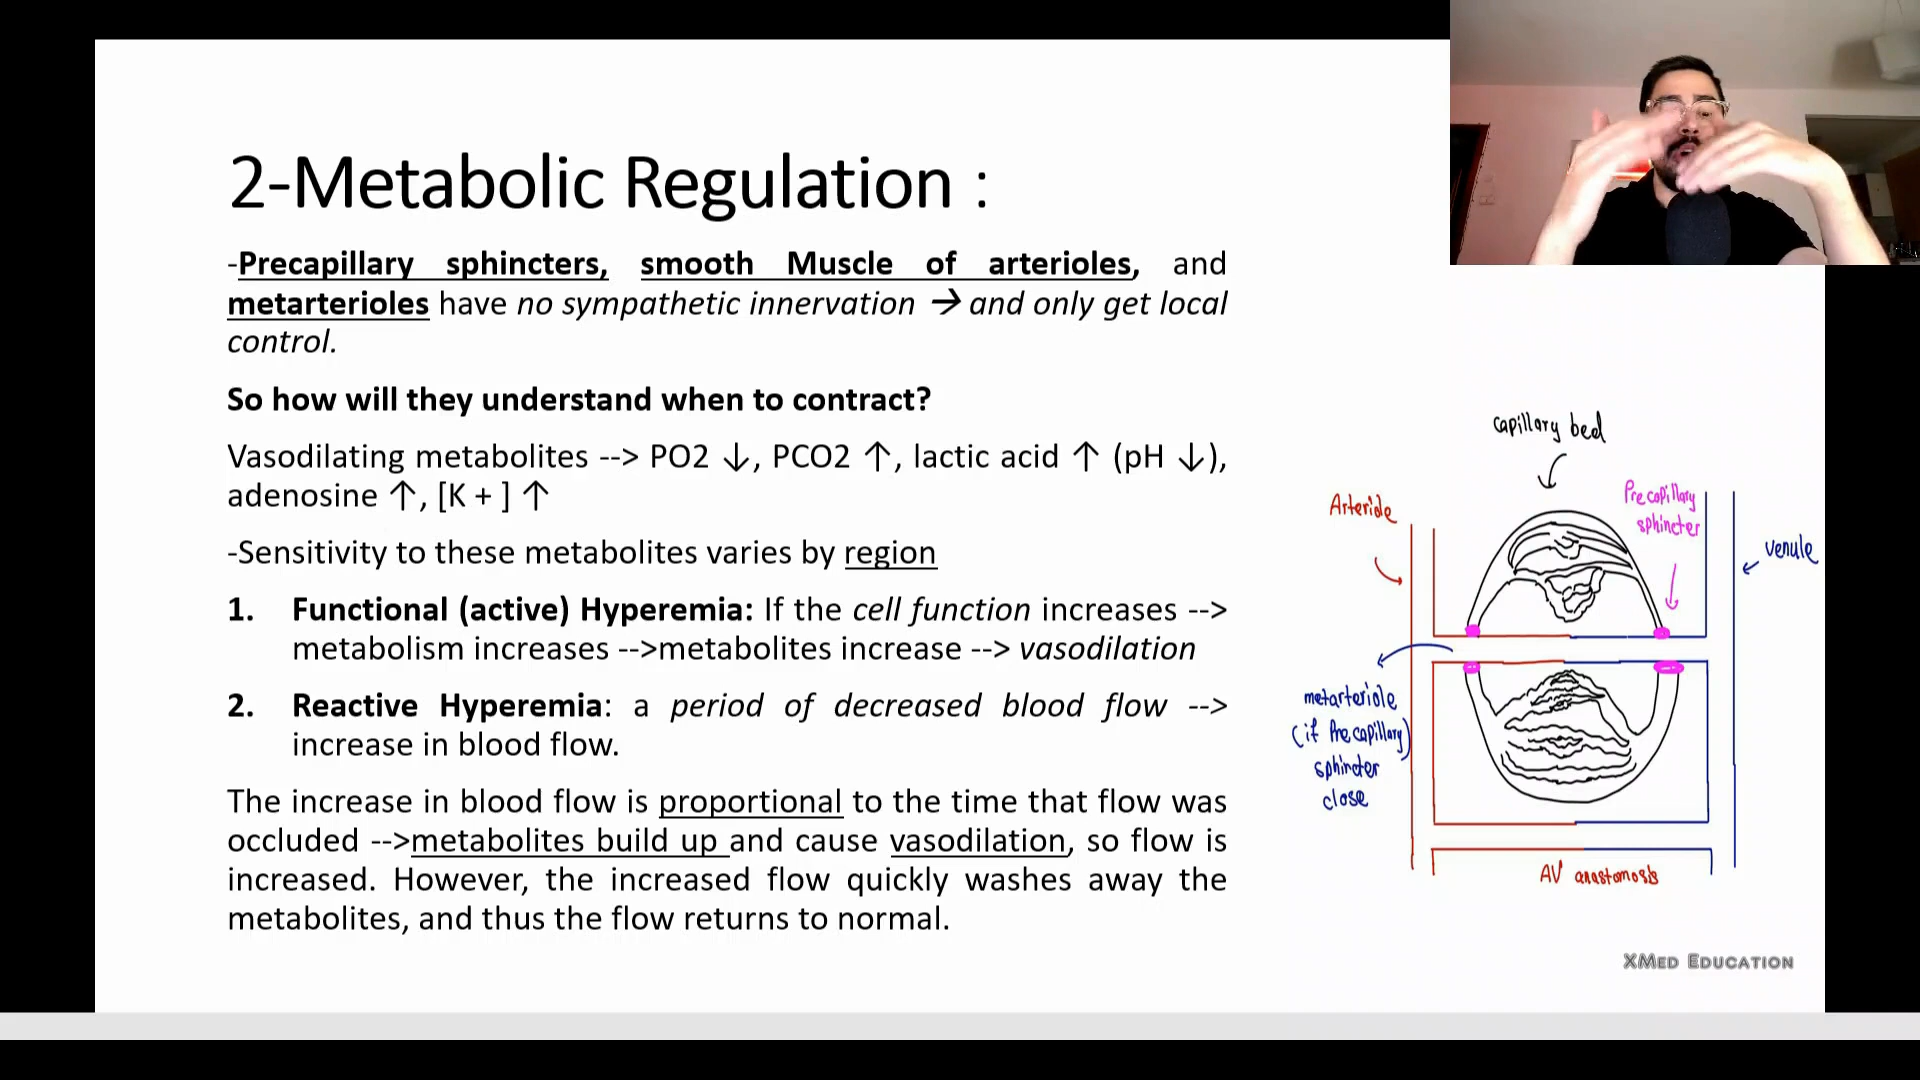 2-Metabolic Regulation :
-Precapillary sphincters, smooth Muscle of arterioles, and
metarterioles have no sympathetic innervation → and only get local
control.
So how will they understand when to contract?
Vasodilating metabolites --> PO2 ↓, PCO2 ↑, lactic acid ↑ (pH ↓),
adenosine ↑, [K + ] ↑
-Sensitivity to these metabolites varies by region
1. Functional (active) Hyperemia: If the cell function increases -->
metabolism increases -->metabolites increase --> vasodilation
2. Reactive Hyperemia: a period of decreased blood flow -->
increase in blood flow.
The increase in blood flow is proportional to the time that flow was
occluded -->metabolites build up and cause vasodilation, so flow is
increased. However, the increased flow quickly washes away the
metabolites, and thus the flow returns to normal.
capillary bed
Arteriole
Precapillary
sphincter
venule
metarteriole
(if Precapillary)
sphincter
close
AV anastomosis
XMED EDUCATION